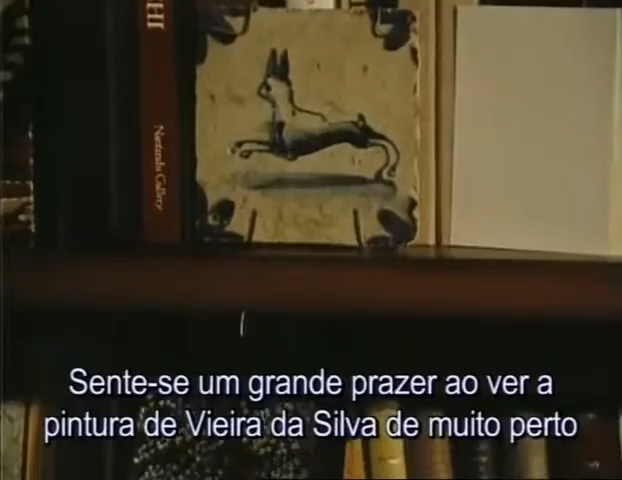 Sente-se um grande prazer ao ver a
pintura de Vieira da Silva de muito perto